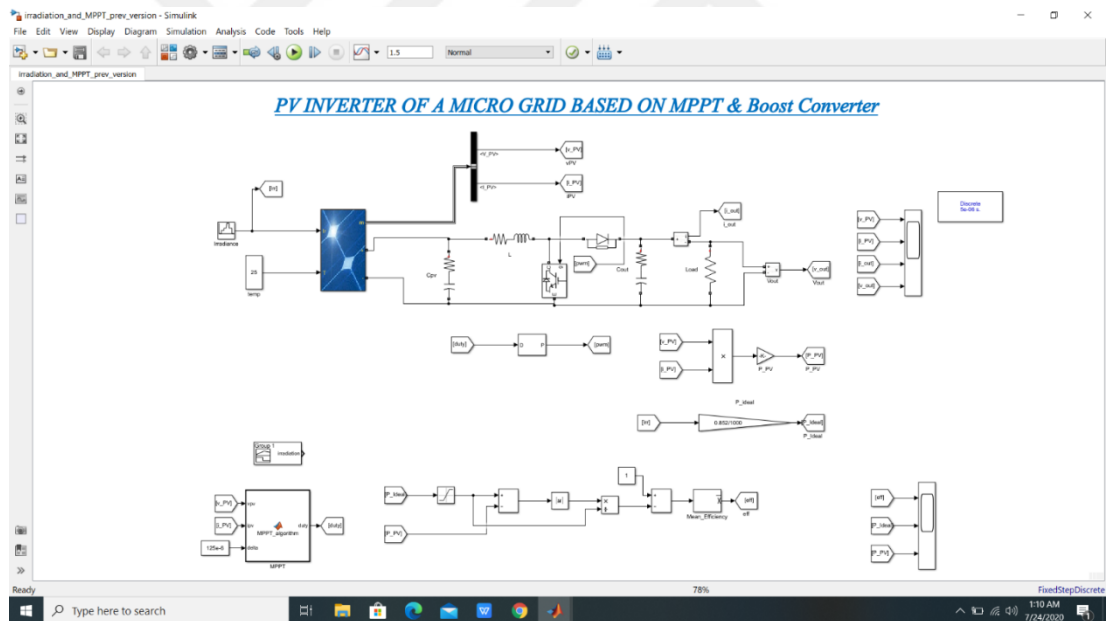 irradiation_and_MPPT_prev_version - Simulink
File Edit View Display Diagram Simulation Analysis Code Tools Help
1.5 Normal
irradiation_and_MPPT_prev_version
PV INVERTER OF A MICRO GRID BASED ON MPPT & Boost Converter
<V_PV>
[v_PV]
vPV
<I_PV>
[i_PV]
iPV
[Irr]
Irradiance
25
temp
Cpv
L
[pwm]
Cout
[i_out]
I_out
Load
Vout
[v_out]
Vout
[v_PV]
[i_PV]
[i_out]
[v_out]
Discrete
5e-06 s.
[duty]
D P
[pwm]
[v_PV]
[i_PV]
×
-K-
P_PV
[P_PV]
P_PV
P_Ideal
[Irr]
0.852/1000
[P_Ideal]
P_Ideal
Group 1
irradiation
[v_PV]
[i_PV]
125e-6
vpv
ipv
delta
MPPT_algorithm
duty
[duty]
MPPT
[P_Ideal]
[P_PV]
|u|
1
Mean_Efficiency
[eff]
eff
[eff]
[P_Ideal]
[P_PV]
Ready
78%
FixedStepDiscrete
Type here to search
1:10 AM
7/24/2020